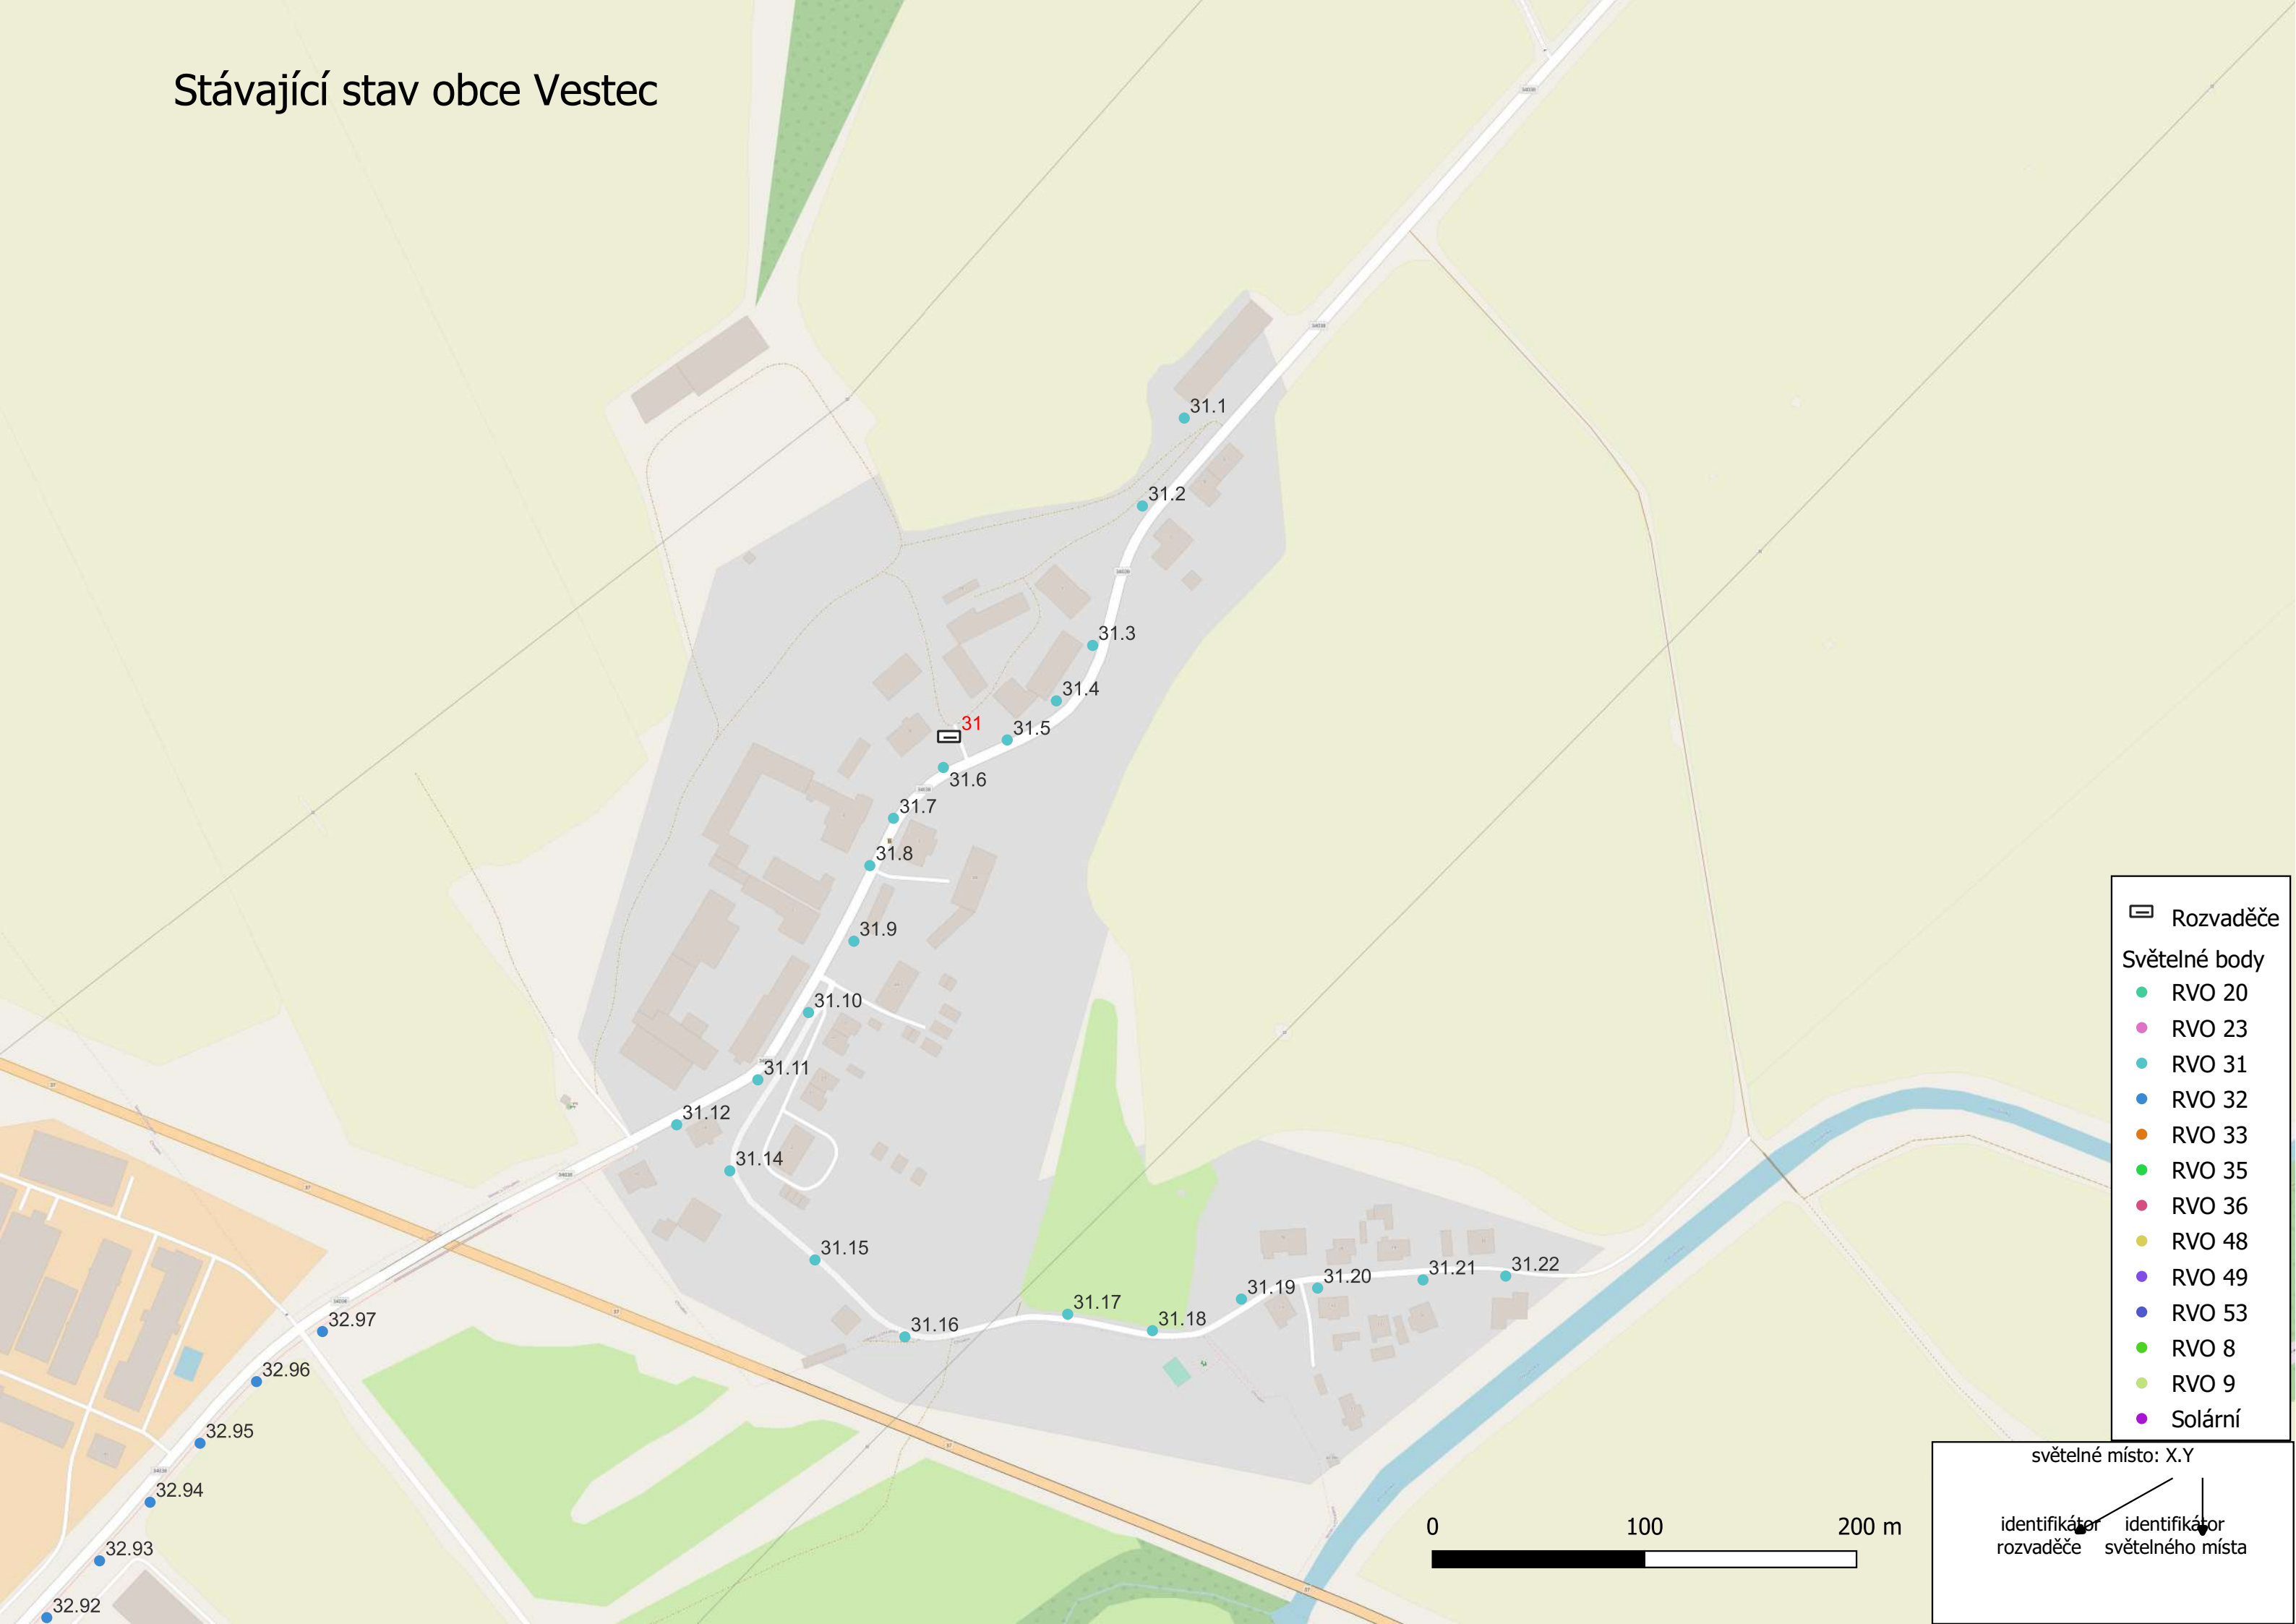 Stávající stav obce Vestec
31.1
31.2
31.3
31.4
31
31.5
31.6
31.7
31.8
31.9
31.10
31.11
31.12
31.14
31.15
31.16
31.17
31.18
31.19
31.20
31.21
31.22
32.97
32.96
32.95
32.94
32.93
32.92
37
37
37
37
37
0 100 200 m
Rozvaděče
Světelné body
RVO 20
RVO 23
RVO 31
RVO 32
RVO 33
RVO 35
RVO 36
RVO 48
RVO 49
RVO 53
RVO 8
RVO 9
Solární
světelné místo: X.Y
identifikátor identifikátor
rozvaděče světelného místa